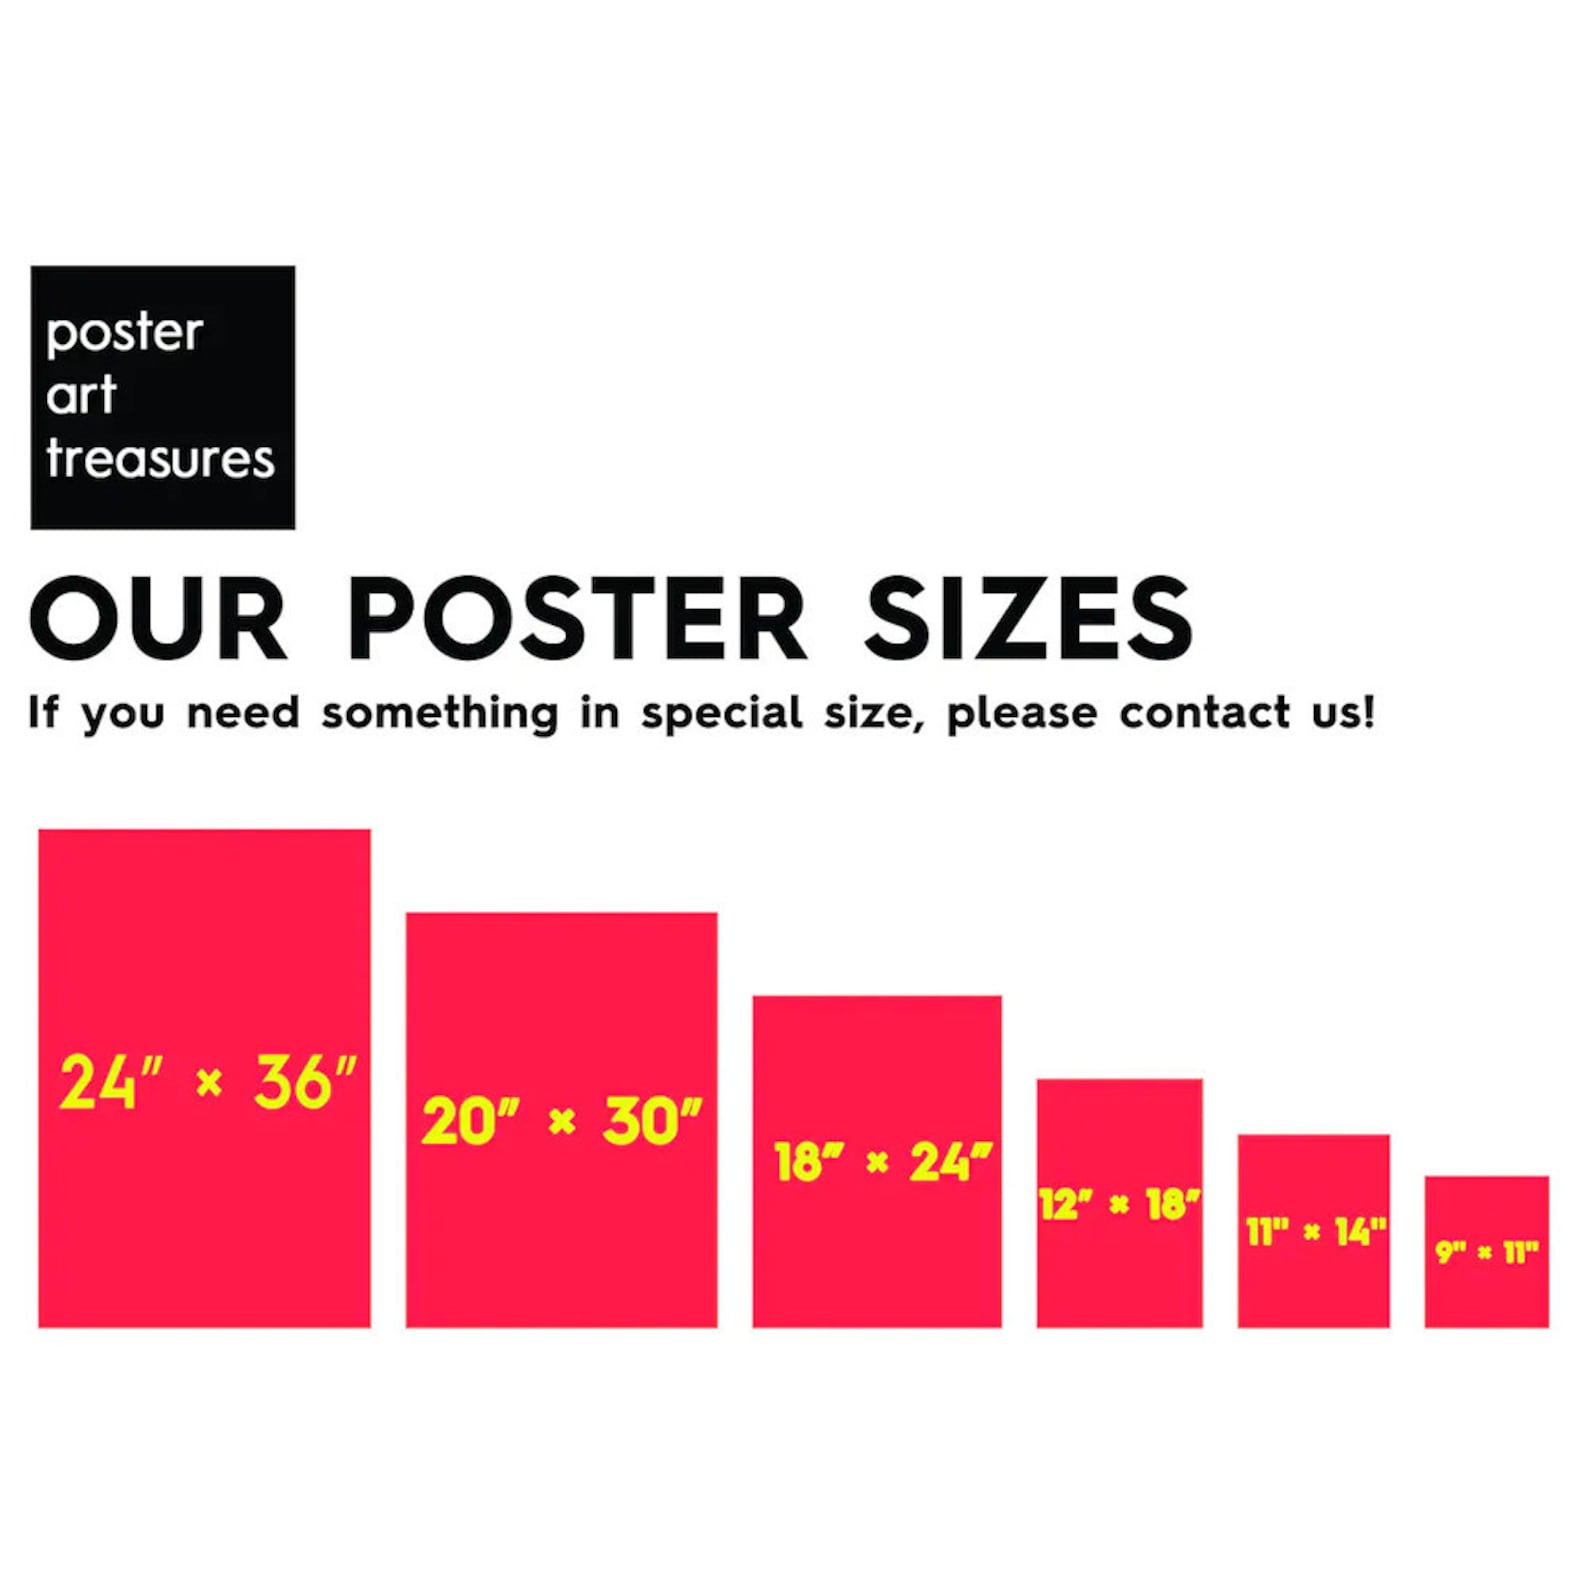 poster
art
treasures
OUR POSTER SIZES
If you need something in special size, please contact us!
24” × 36”
20” × 30”
18” × 24”
12” × 18”
11" × 14"
9" × 11"